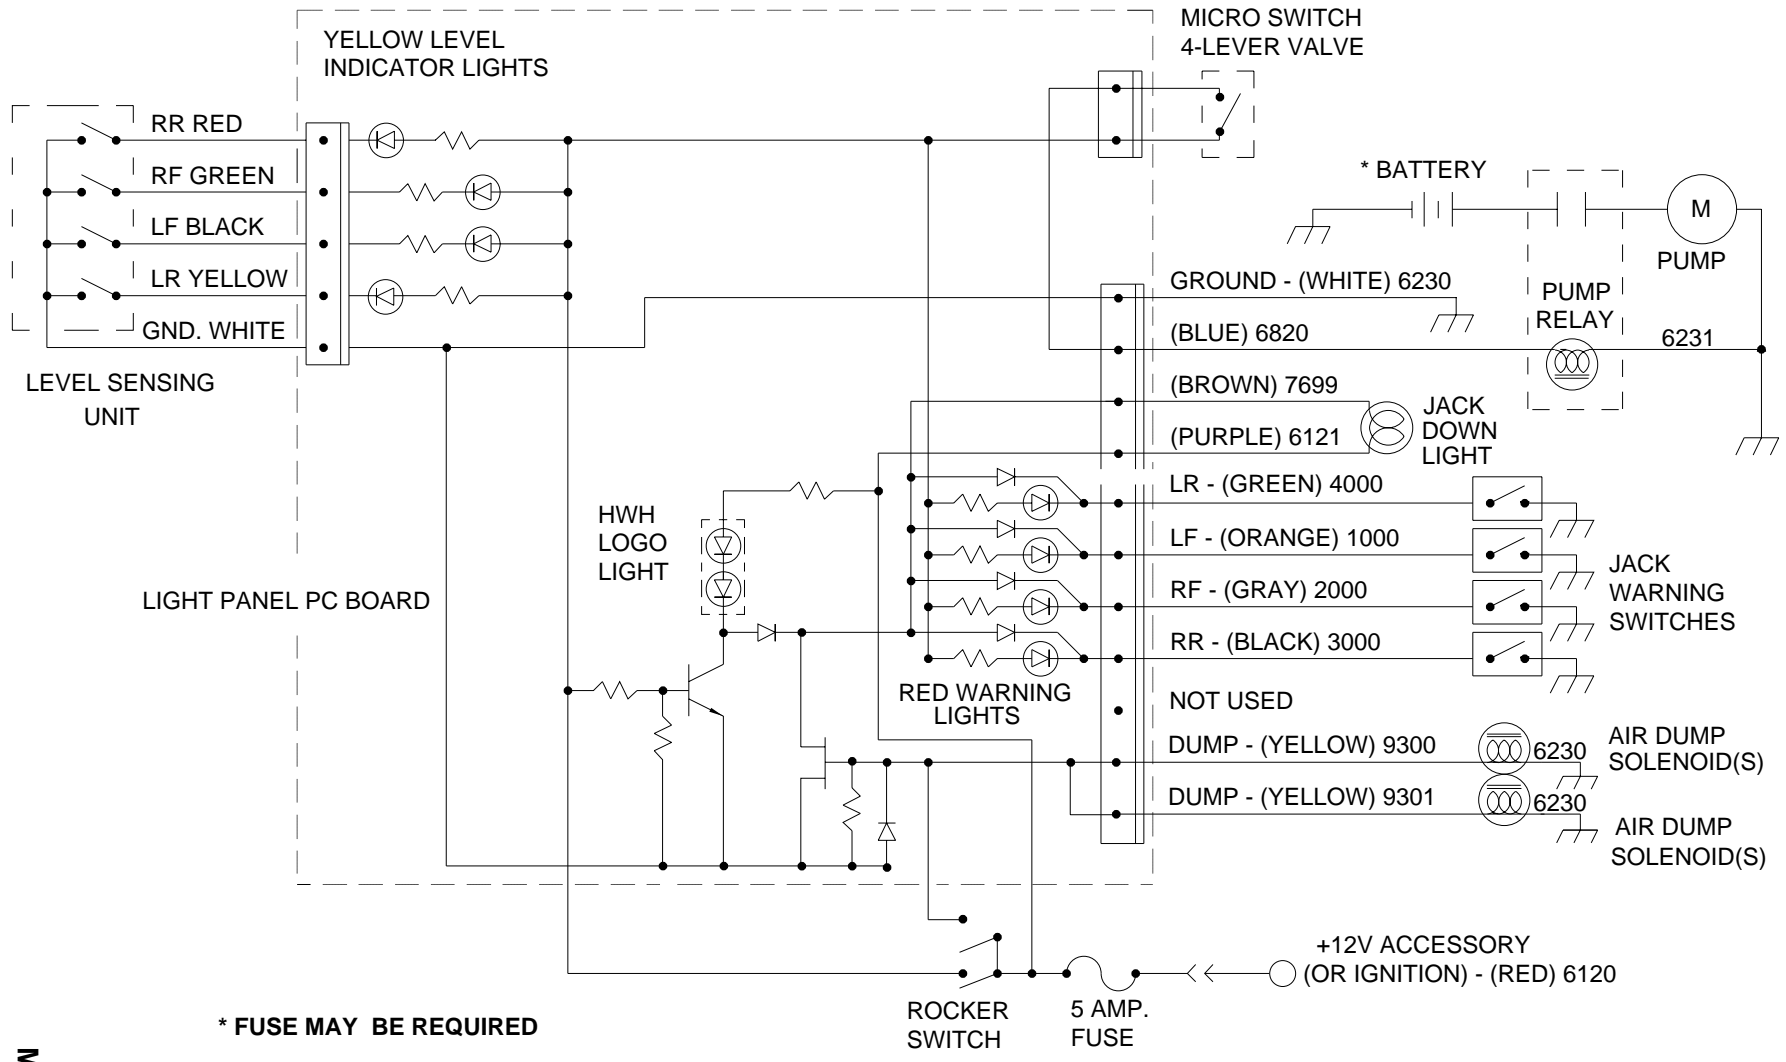 YELLOW LEVEL
INDICATOR LIGHTS
MICRO SWITCH
4-LEVER VALVE
RR RED
RF GREEN
LF BLACK
LR YELLOW
GND. WHITE
LEVEL SENSING
UNIT
* BATTERY
M
PUMP
PUMP
RELAY
GROUND - (WHITE) 6230
(BLUE) 6820
6231
(BROWN) 7699
(PURPLE) 6121
JACK
DOWN
LIGHT
LR - (GREEN) 4000
LF - (ORANGE) 1000
RF - (GRAY) 2000
RR - (BLACK) 3000
JACK
WARNING
SWITCHES
HWH
LOGO
LIGHT
LIGHT PANEL PC BOARD
RED WARNING
LIGHTS
NOT USED
DUMP - (YELLOW) 9300
6230
AIR DUMP
SOLENOID(S)
DUMP - (YELLOW) 9301
6230
AIR DUMP
SOLENOID(S)
+12V ACCESSORY
(OR IGNITION) - (RED) 6120
ROCKER
SWITCH
5 AMP.
FUSE
* FUSE MAY BE REQUIRED